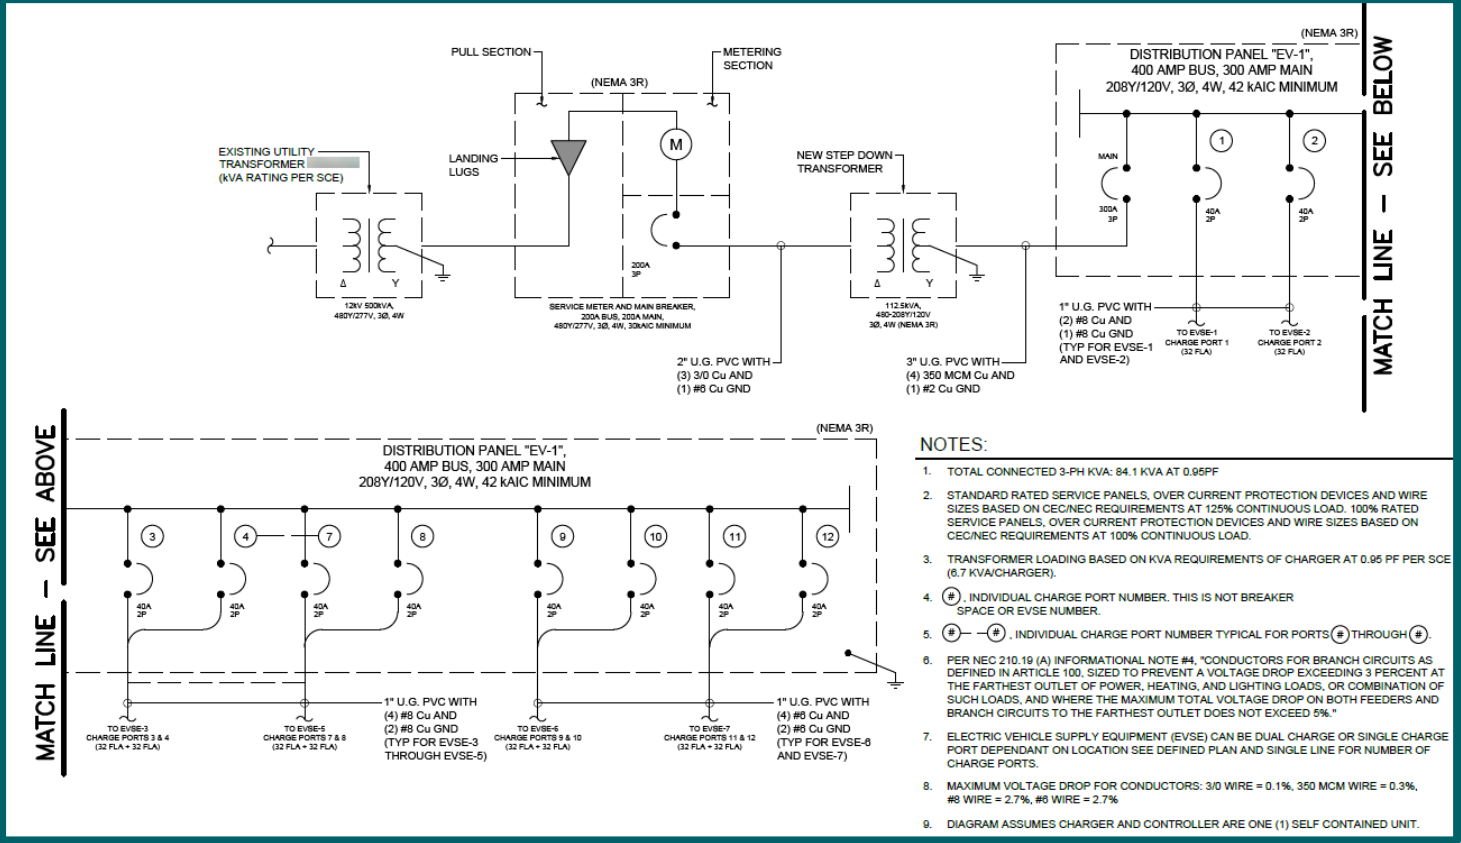 PULL SECTION
METERING
SECTION
(NEMA 3R)
EXISTING UTILITY
TRANSFORMER
(kVA RATING PER SCE)
LANDING
LUGS
M
NEW STEP DOWN
TRANSFORMER
200A
3P
Δ Y
12kV 500kVA,
480Y/277V, 3Ø, 4W
SERVICE METER AND MAIN BREAKER,
200A BUS, 200A MAIN,
480Y/277V, 3Ø, 4W, 30kAIC MINIMUM
Δ Y
112.5kVA,
480-208Y/120V
3Ø, 4W (NEMA 3R)
2" U.G. PVC WITH
(3) 3/0 Cu AND
(1) #6 Cu GND
3" U.G. PVC WITH
(4) 350 MCM Cu AND
(1) #2 Cu GND
(NEMA 3R)
DISTRIBUTION PANEL "EV-1",
400 AMP BUS, 300 AMP MAIN
208Y/120V, 3Ø, 4W, 42 kAIC MINIMUM
1
2
MAIN
300A
3P
40A
2P
40A
2P
1" U.G. PVC WITH
(2) #8 Cu AND
(1) #8 Cu GND
(TYP FOR EVSE-1
AND EVSE-2)
TO EVSE-1
CHARGE PORT 1
(32 FLA)
TO EVSE-2
CHARGE PORT 2
(32 FLA)
MATCH LINE – SEE BELOW
MATCH LINE – SEE ABOVE
(NEMA 3R)
DISTRIBUTION PANEL "EV-1",
400 AMP BUS, 300 AMP MAIN
208Y/120V, 3Ø, 4W, 42 kAIC MINIMUM
3
4
7
8
9
10
11
12
40A
2P
40A
2P
40A
2P
40A
2P
40A
2P
40A
2P
40A
2P
40A
2P
TO EVSE-3
CHARGE PORTS 3 & 4
(32 FLA + 32 FLA)
TO EVSE-5
CHARGE PORTS 7 & 8
(32 FLA + 32 FLA)
1" U.G. PVC WITH
(4) #8 Cu AND
(2) #8 Cu GND
(TYP FOR EVSE-3
THROUGH EVSE-5)
TO EVSE-6
CHARGE PORTS 9 & 10
(32 FLA + 32 FLA)
TO EVSE-7
CHARGE PORTS 11 & 12
(32 FLA + 32 FLA)
1" U.G. PVC WITH
(4) #6 Cu AND
(2) #6 Cu GND
(TYP FOR EVSE-6
AND EVSE-7)
NOTES:
1. TOTAL CONNECTED 3-PH KVA: 84.1 KVA AT 0.95PF
2. STANDARD RATED SERVICE PANELS, OVER CURRENT PROTECTION DEVICES AND WIRE
SIZES BASED ON CEC/NEC REQUIREMENTS AT 125% CONTINUOUS LOAD. 100% RATED
SERVICE PANELS, OVER CURRENT PROTECTION DEVICES AND WIRE SIZES BASED ON
CEC/NEC REQUIREMENTS AT 100% CONTINUOUS LOAD.
3. TRANSFORMER LOADING BASED ON KVA REQUIREMENTS OF CHARGER AT 0.95 PF PER SCE
(6.7 KVA/CHARGER).
4. #, INDIVIDUAL CHARGE PORT NUMBER. THIS IS NOT BREAKER
SPACE OR EVSE NUMBER.
5. # – – #, INDIVIDUAL CHARGE PORT NUMBER TYPICAL FOR PORTS # THROUGH #.
6. PER NEC 210.19 (A) INFORMATIONAL NOTE #4, "CONDUCTORS FOR BRANCH CIRCUITS AS
DEFINED IN ARTICLE 100, SIZED TO PREVENT A VOLTAGE DROP EXCEEDING 3 PERCENT AT
THE FARTHEST OUTLET OF POWER, HEATING, AND LIGHTING LOADS, OR COMBINATION OF
SUCH LOADS, AND WHERE THE MAXIMUM TOTAL VOLTAGE DROP ON BOTH FEEDERS AND
BRANCH CIRCUITS TO THE FARTHEST OUTLET DOES NOT EXCEED 5%."
7. ELECTRIC VEHICLE SUPPLY EQUIPMENT (EVSE) CAN BE DUAL CHARGE OR SINGLE CHARGE
PORT DEPENDANT ON LOCATION SEE DEFINED PLAN AND SINGLE LINE FOR NUMBER OF
CHARGE PORTS.
8. MAXIMUM VOLTAGE DROP FOR CONDUCTORS: 3/0 WIRE = 0.1%, 350 MCM WIRE = 0.3%,
#8 WIRE = 2.7%, #6 WIRE = 2.7%
9. DIAGRAM ASSUMES CHARGER AND CONTROLLER ARE ONE (1) SELF CONTAINED UNIT.